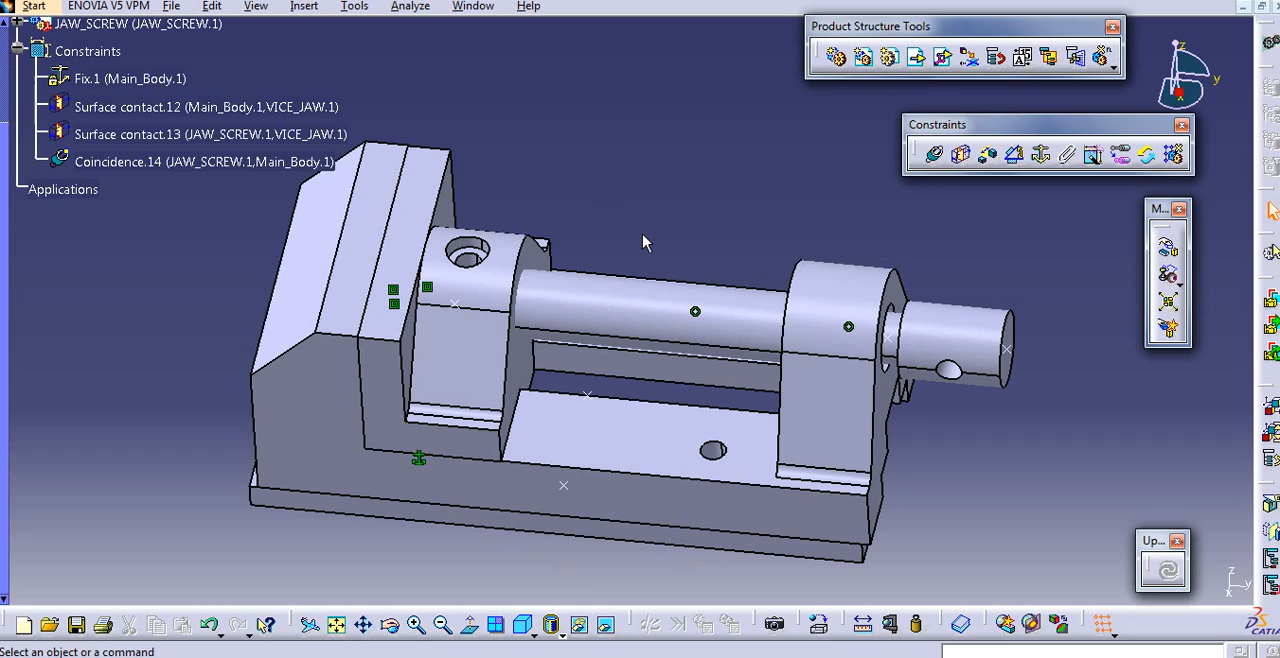 Start ENOVIA V5 VPM File Edit View Insert Tools Analyze Window Help
JAW_SCREW (JAW_SCREW.1)
Product Structure Tools
Constraints
Fix.1 (Main_Body.1)
Surface contact.12 (Main_Body.1,VICE_JAW.1)
Surface contact.13 (JAW_SCREW.1,VICE_JAW.1)
Coincidence.14 (JAW_SCREW.1,Main_Body.1)
Applications
z
y
Constraints
M...
Up...
z
y
x
CATIA
Select an object or a command